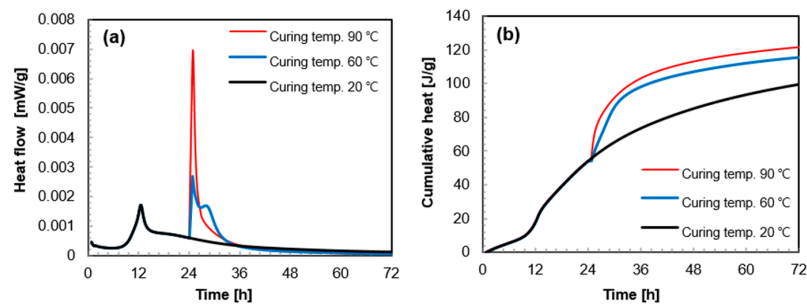 (a)
Curing temp. 90 ℃
Curing temp. 60 ℃
Curing temp. 20 ℃
0.008
0.007
0.006
0.005
0.004
0.003
0.002
0.001
0
Heat flow [mW/g]
0 12 24 36 48 60 72
Time [h]
(b)
140
120
100
80
60
40
20
0
Cumulative heat [J/g]
Curing temp. 90 ℃
Curing temp. 60 ℃
Curing temp. 20 ℃
0 12 24 36 48 60 72
Time [h]